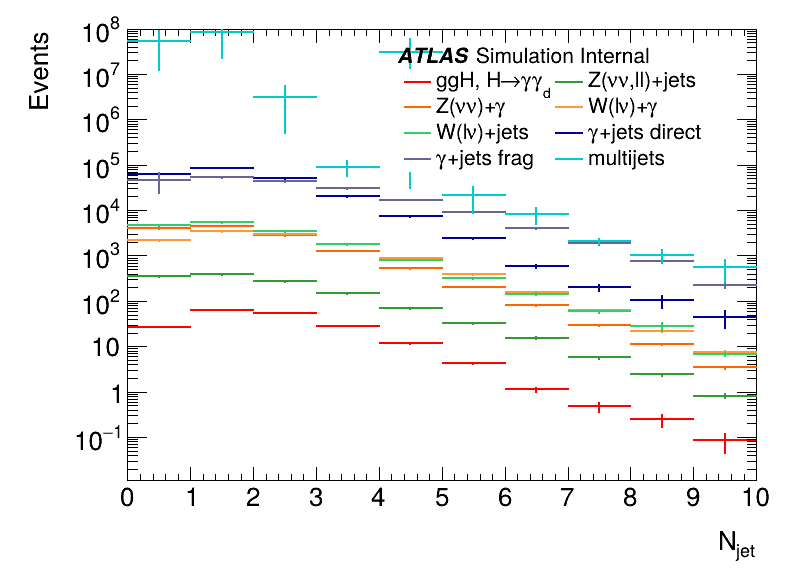 Events
10^8
10^7
10^6
10^5
10^4
10^3
10^2
10
1
10^−1
ATLAS Simulation Internal
ggH, H→γγ_d
Z(νν,ll)+jets
Z(νν)+γ
W(lν)+γ
W(lν)+jets
γ+jets direct
γ+jets frag
multijets
0 1 2 3 4 5 6 7 8 9 10
N_jet